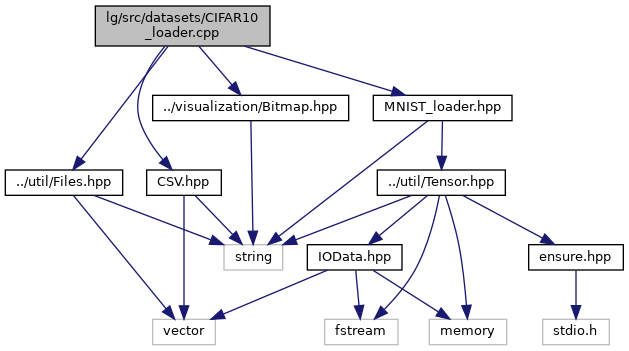 lg/src/datasets/CIFAR10
_loader.cpp
../visualization/Bitmap.hpp
MNIST_loader.hpp
../util/Files.hpp
CSV.hpp
../util/Tensor.hpp
string
IOData.hpp
ensure.hpp
vector
fstream
memory
stdio.h